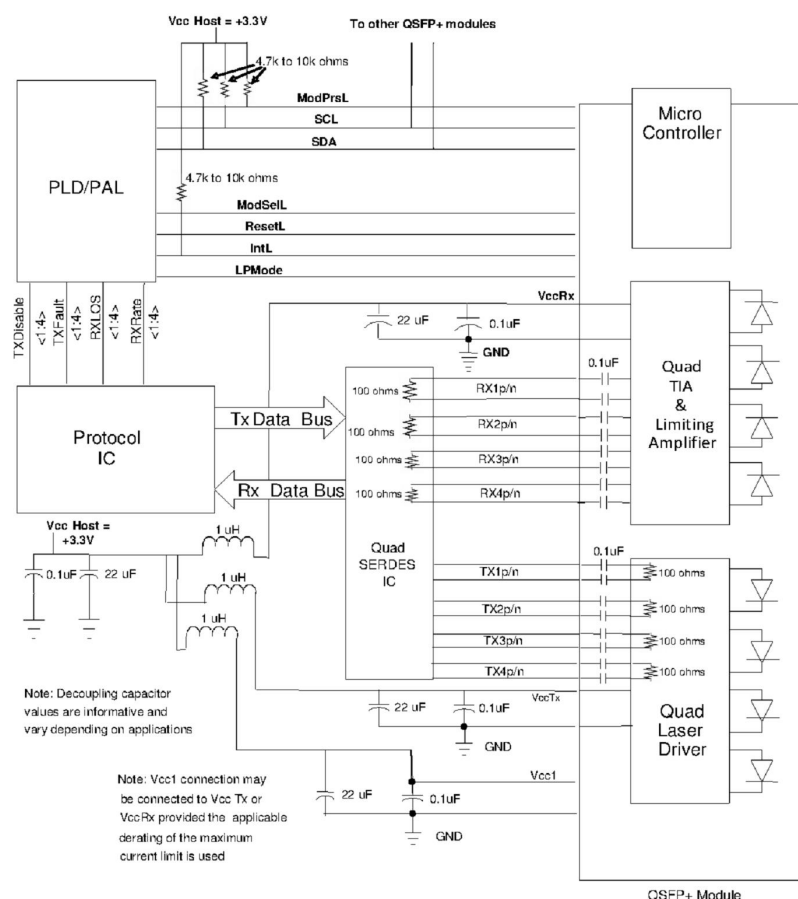 Vcc Host = +3.3V
To other QSFP+ modules
4.7k to 10k ohms
ModPrsL
SCL
SDA
Micro
Controller
PLD/PAL
4.7k to 10k ohms
ModSelL
ResetL
IntL
LPMode
TXDisable
<1:4>
TXFault
<1:4>
RXLOS
<1:4>
RXRate
<1:4>
VccRx
22 uF
0.1uF
GND
0.1uF
Quad
TIA
&
Limiting
Amplifier
100 ohms
RX1p/n
100 ohms
RX2p/n
100 ohms
RX3p/n
100 ohms
RX4p/n
Tx Data Bus
Protocol
IC
Rx Data Bus
Vcc Host =
+3.3V
1 uH
0.1uF
22 uF
1 uH
1 uH
Quad
SERDES
IC
0.1uF
TX1p/n
100 ohms
TX2p/n
100 ohms
TX3p/n
100 ohms
TX4p/n
100 ohms
VccTx
22 uF
0.1uF
GND
Quad
Laser
Driver
Note: Decoupling capacitor
values are informative and
vary depending on applications
Vcc1
22 uF
0.1uF
GND
Note: Vcc1 connection may
be connected to Vcc Tx or
VccRx provided the applicable
derating of the maximum
current limit is used
QSFP+ Module